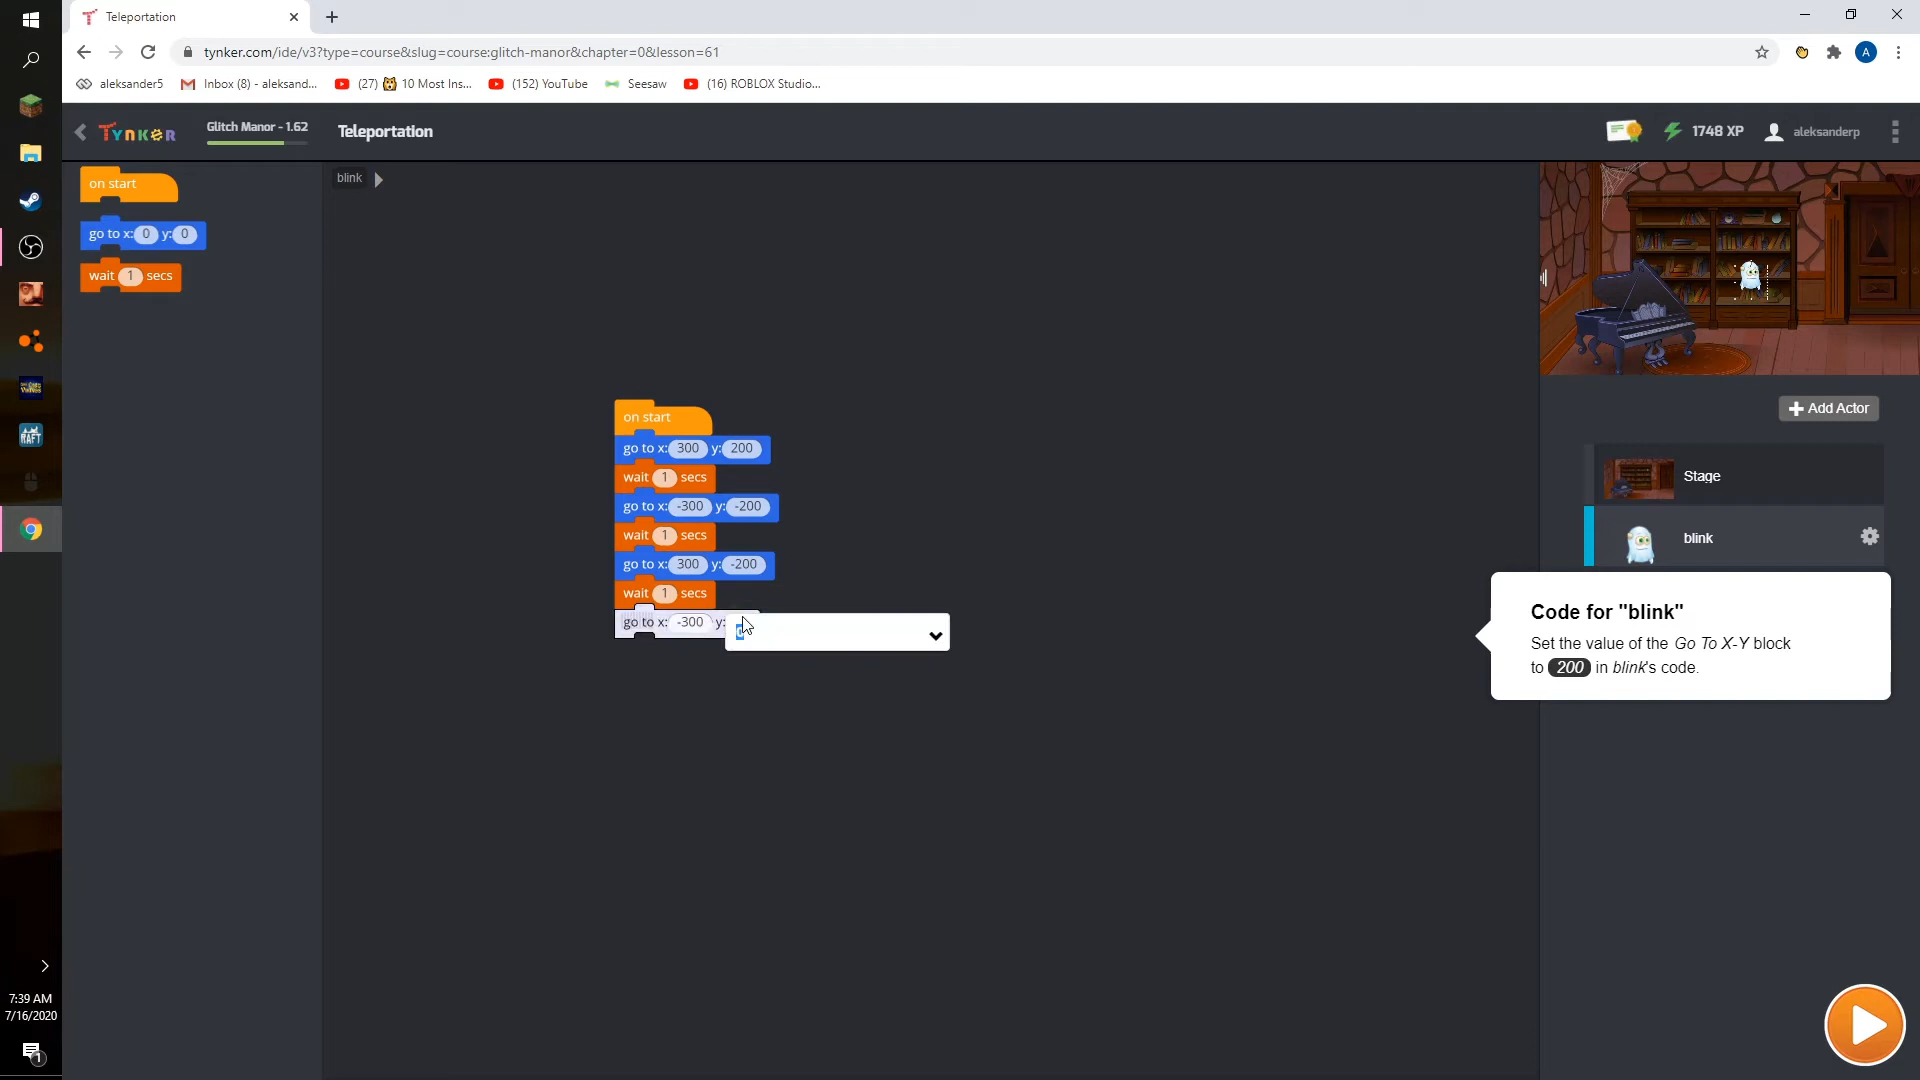 Teleportation
tynker.com/ide/v3?type=course&slug=course:glitch-manor&chapter=0&lesson=61
A
aleksander5
Inbox (8) - aleksand...
(27) 😹 10 Most Ins...
(152) YouTube
Seesaw
(16) ROBLOX Studio...
TYNKER
Glitch Manor - 1.62
Teleportation
1748 XP
aleksanderp
blink
on start
go to x: 0 y: 0
wait 1 secs
on start
go to x: 300 y: 200
wait 1 secs
go to x: -300 y: -200
wait 1 secs
go to x: 300 y: -200
wait 1 secs
go to x: -300 y: 0
Add Actor
Stage
blink
Code for "blink"
Set the value of the Go To X-Y block
to 200 in blink's code.
RAFT
7:39 AM
7/16/2020
1